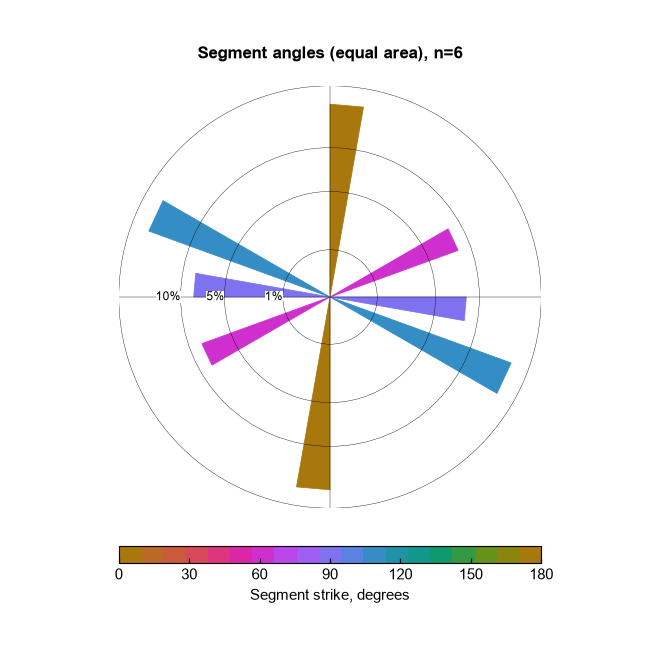 Segment angles (equal area), n=6
10% 5% 1%
0 30 60 90 120 150 180
Segment strike, degrees